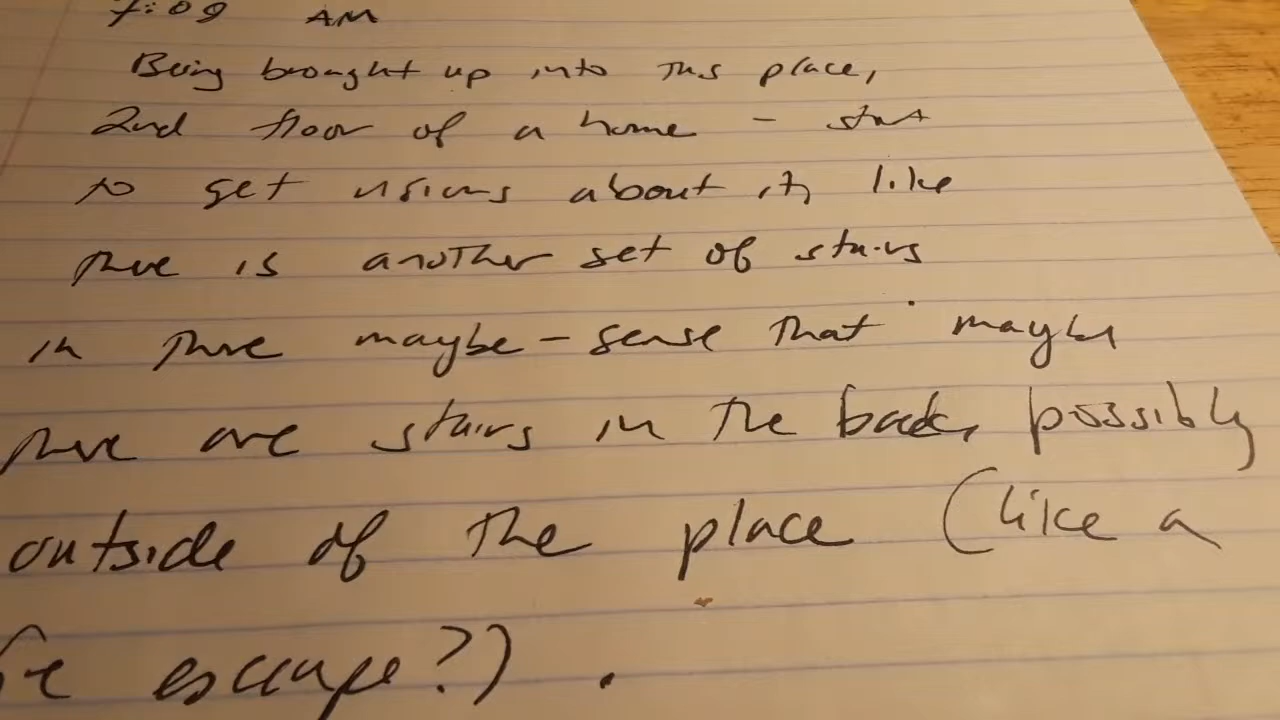 7:09 AM
Being brought up into this place,
2nd floor of a home - start
to get visions about it, like
there is another set of stairs
in there maybe - sense that maybe
there are stairs in the back, possibly
outside of the place (like a
escape?).